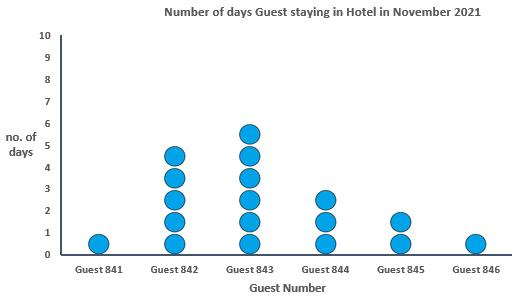 Number of days Guest staying in Hotel in November 2021
10
9
8
7
6
5
4
3
2
1
0
no. of
days
Guest 841 Guest 842 Guest 843 Guest 844 Guest 845 Guest 846
Guest Number